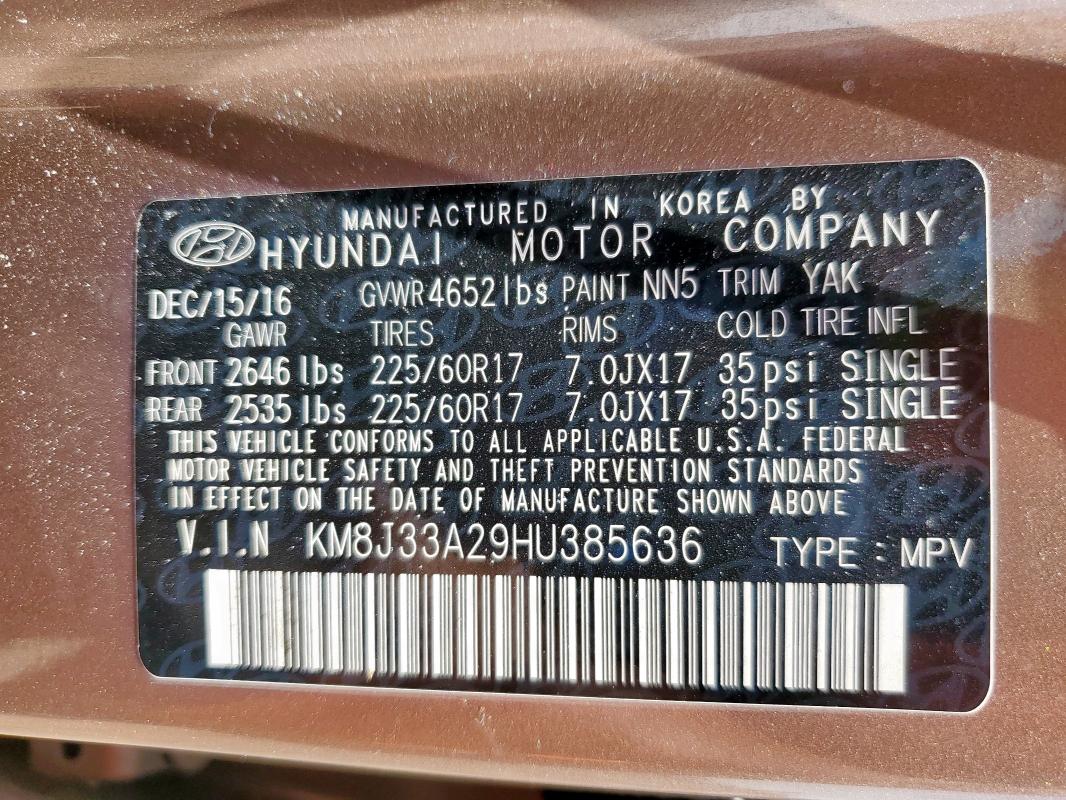 MANUFACTURED IN KOREA BY
HYUNDAI MOTOR COMPANY
DEC/15/16 GVWR 4652lbs PAINT NN5 TRIM YAK
GAWR TIRES RIMS COLD TIRE INFL
FRONT 2646 lbs 225/60R17 7.0JX17 35psi SINGLE
REAR 2535 lbs 225/60R17 7.0JX17 35psi SINGLE
THIS VEHICLE CONFORMS TO ALL APPLICABLE U.S.A. FEDERAL
MOTOR VEHICLE SAFETY AND THEFT PREVENTION STANDARDS
IN EFFECT ON THE DATE OF MANUFACTURE SHOWN ABOVE
V.I.N KM8J33A29HU385636 TYPE : MPV